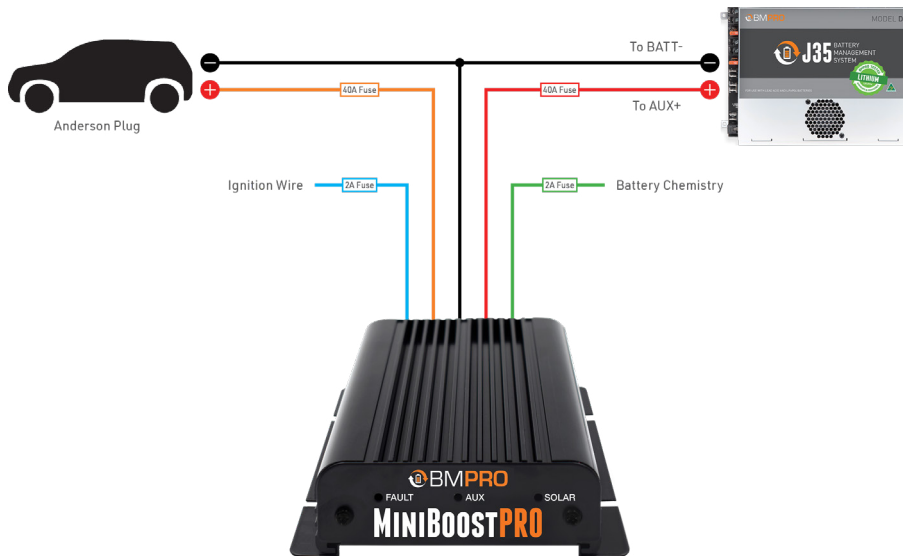 BMPRO
MODEL D
J35 BATTERY
MANAGEMENT
SYSTEM
LITHIUM
To BATT-
− −
+ 40A Fuse 40A Fuse +
To AUX+
Anderson Plug
Ignition Wire 2A Fuse 2A Fuse Battery Chemistry
BMPRO
FAULT AUX SOLAR
MINIBOOSTPRO